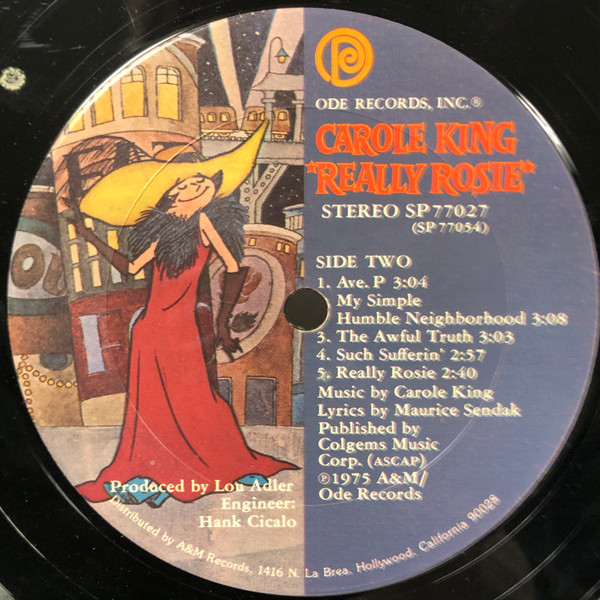 ODE RECORDS, INC.®
CAROLE KING
"REALLY ROSIE"
STEREO SP 77027
(SP 77054)
SIDE TWO
1. Ave. P 3:04
2. My Simple
Humble Neighborhood 3:08
3. The Awful Truth 3:03
4. Such Sufferin' 2:57
5. Really Rosie 2:40
Music by Carole King
Lyrics by Maurice Sendak
Published by
Colgems Music
Corp. (ASCAP)
℗1975 A&M/
Ode Records
Produced by Lou Adler
Engineer:
Hank Cicalo
Distributed by A&M Records, 1416 N. La Brea, Hollywood, California 90028